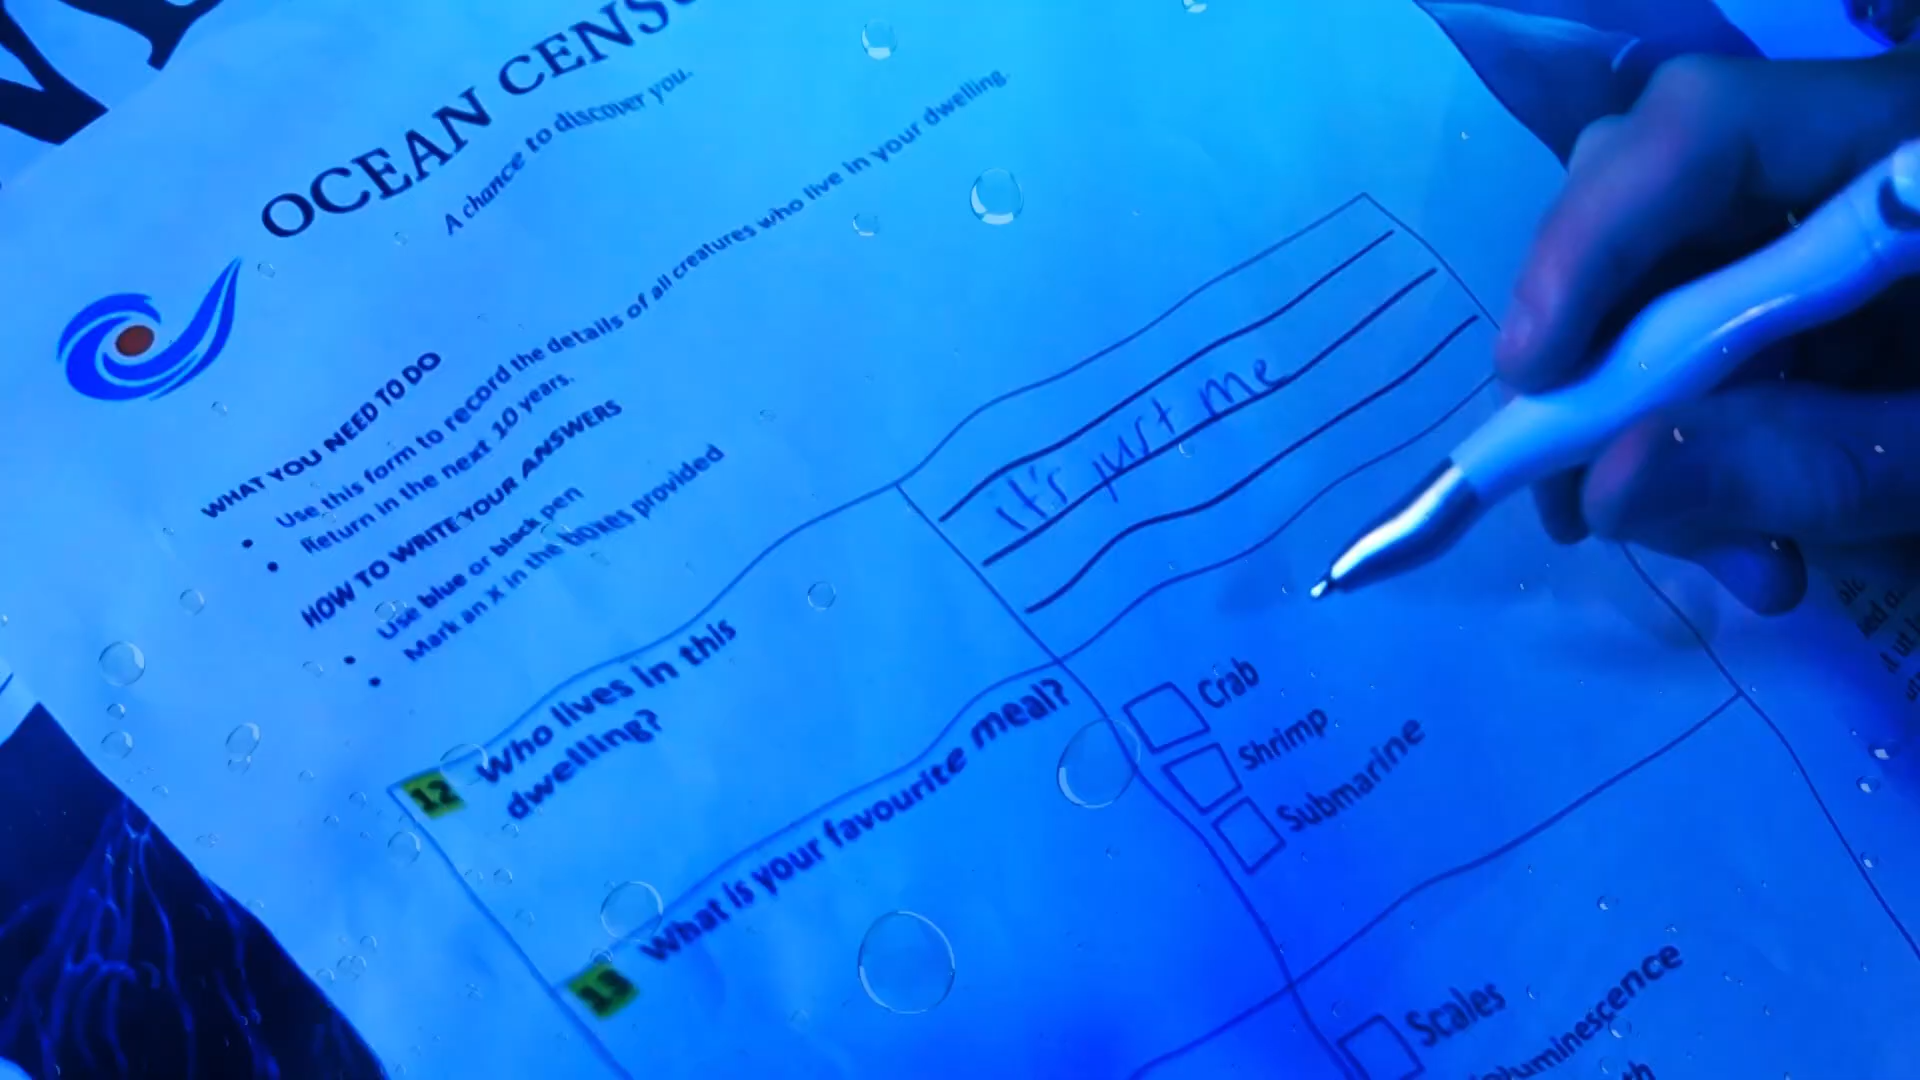 OCEAN
A chance to discover you.
WHAT YOU NEED TO DO
• Use this form to record the details of all creatures who live in your dwelling.
• Return in the next 10 years.
HOW TO WRITE YOUR ANSWERS
• Use blue or black pen
• Mark an X in the boxes provided
12 Who lives in this
dwelling?
it's just me
13 What is your favourite meal?
Crab
Shrimp
Submarine
Scales